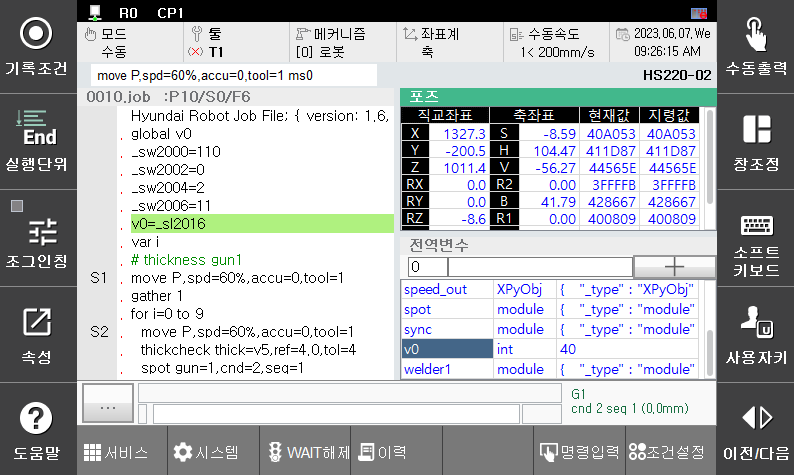 R0 CP1
모드
수동
툴
(X) T1
메커니즘
[0] 로봇
좌표계
축
수동속도
1< 200mm/s
2023.06.07.We
09:26:15 AM
move P,spd=60%,accu=0,tool=1 ms0
HS220-02
기록조건
실행단위
조그인칭
속성
도움말
End
0010.job :P10/S0/F6
Hyundai Robot Job File; { version: 1.6,
global v0
_sw2000=110
_sw2002=0
_sw2004=2
_sw2006=11
v0=_sl2016
var i
# thickness gun1
S1 move P,spd=60%,accu=0,tool=1
gather 1
for i=0 to 9
S2 move P,spd=60%,accu=0,tool=1
thickcheck thick=v5,ref=4.0,tol=4
spot gun=1,cnd=2,seq=1
포즈
직교좌표 축좌표 현재값 지령값
X 1327.3 S -8.59 40A053 40A053
Y -200.5 H 104.47 411D87 411D87
Z 1011.4 V -56.27 44565E 44565E
RX 0.0 R2 0.00 3FFFFB 3FFFFB
RY 0.0 B 41.79 428667 428667
RZ -8.6 R1 0.00 400809 400809
전역변수
0
speed_out XPyObj { "_type" : "XPyObj"
spot module { "_type" : "module"
sync module { "_type" : "module"
v0 int 40
welder1 module { "_type" : "module"
...
G1
cnd 2 seq 1 (0.0mm)
수동출력
창조정
소프트
키보드
u
사용자키
이전/다음
서비스
시스템
WAIT해제
이력
명령입력
조건설정